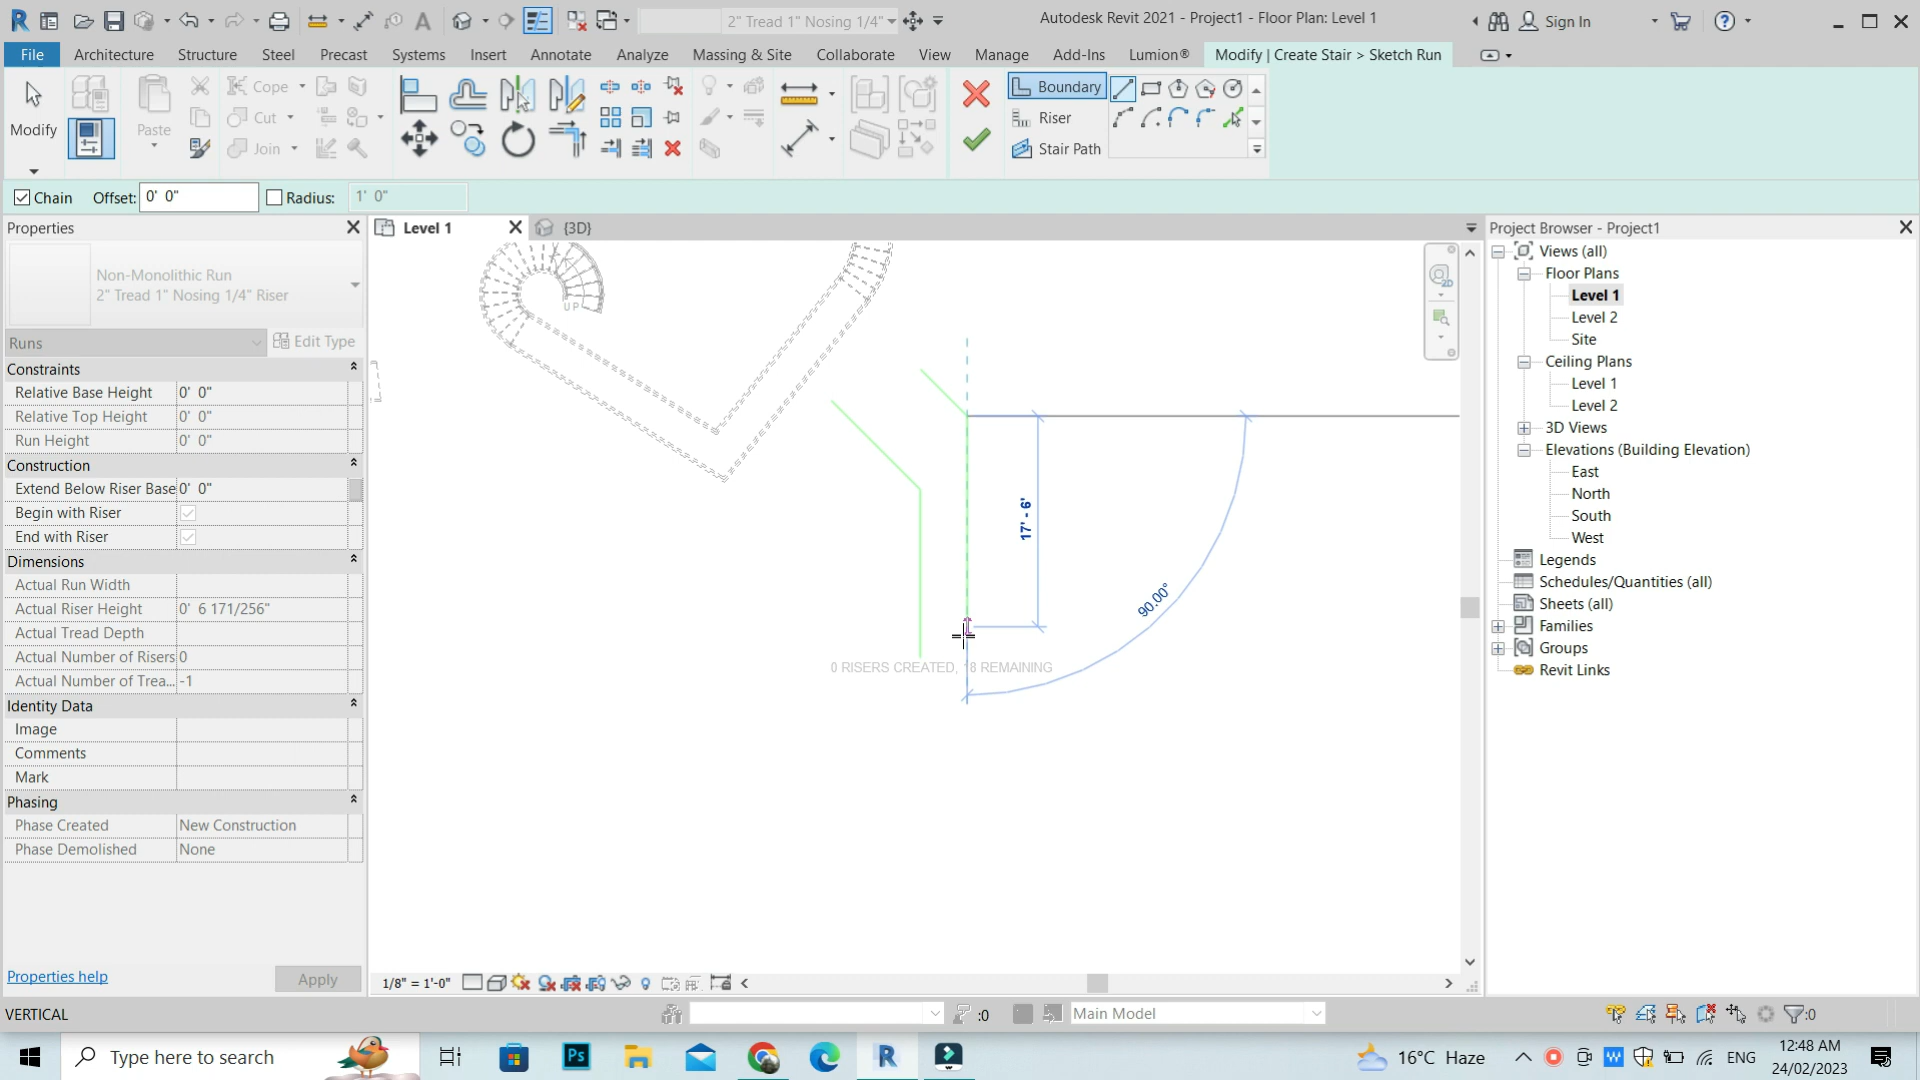 2" Tread 1" Nosing 1/4"
Autodesk Revit 2021 - Project1 - Floor Plan: Level 1
Sign In
File
Architecture
Structure
Steel
Precast
Systems
Insert
Annotate
Analyze
Massing & Site
Collaborate
View
Manage
Add-Ins
Lumion®
Modify | Create Stair > Sketch Run
Modify
Paste
Cope
Cut
Join
Boundary
Riser
Stair Path
Chain
Offset: 0' 0"
Radius: 1' 0"
Properties
Non-Monolithic Run
2" Tread 1" Nosing 1/4" Riser
Runs
Edit Type
Constraints
Relative Base Height 0' 0"
Relative Top Height 0' 0"
Run Height 0' 0"
Construction
Extend Below Riser Base 0' 0"
Begin with Riser
End with Riser
Dimensions
Actual Run Width
Actual Riser Height 0' 6 171/256"
Actual Tread Depth
Actual Number of Risers 0
Actual Number of Trea... -1
Identity Data
Image
Comments
Mark
Phasing
Phase Created New Construction
Phase Demolished None
Properties help
Apply
Level 1
{3D}
UP
17' - 6'
90.00°
0 RISERS CREATED, 18 REMAINING
2D
1/8" = 1'-0"
Project Browser - Project1
Views (all)
Floor Plans
Level 1
Level 2
Site
Ceiling Plans
Level 1
Level 2
3D Views
Elevations (Building Elevation)
East
North
South
West
Legends
Schedules/Quantities (all)
Sheets (all)
Families
Groups
Revit Links
VERTICAL
:0
Main Model
:0
Type here to search
Ps
R
16°C Haze
ENG
12:48 AM
24/02/2023